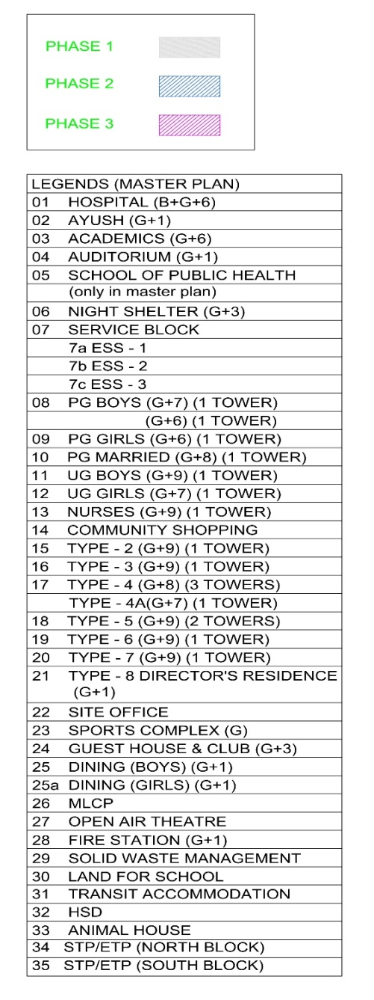 PHASE 1
PHASE 2
PHASE 3
LEGENDS (MASTER PLAN)
01 HOSPITAL (B+G+6)
02 AYUSH (G+1)
03 ACADEMICS (G+6)
04 AUDITORIUM (G+1)
05 SCHOOL OF PUBLIC HEALTH
(only in master plan)
06 NIGHT SHELTER (G+3)
07 SERVICE BLOCK
7a ESS - 1
7b ESS - 2
7c ESS - 3
08 PG BOYS (G+7) (1 TOWER)
(G+6) (1 TOWER)
09 PG GIRLS (G+6) (1 TOWER)
10 PG MARRIED (G+8) (1 TOWER)
11 UG BOYS (G+9) (1 TOWER)
12 UG GIRLS (G+7) (1 TOWER)
13 NURSES (G+9) (1 TOWER)
14 COMMUNITY SHOPPING
15 TYPE - 2 (G+9) (1 TOWER)
16 TYPE - 3 (G+9) (1 TOWER)
17 TYPE - 4 (G+8) (3 TOWERS)
TYPE - 4A(G+7) (1 TOWER)
18 TYPE - 5 (G+9) (2 TOWERS)
19 TYPE - 6 (G+9) (1 TOWER)
20 TYPE - 7 (G+9) (1 TOWER)
21 TYPE - 8 DIRECTOR'S RESIDENCE
(G+1)
22 SITE OFFICE
23 SPORTS COMPLEX (G)
24 GUEST HOUSE & CLUB (G+3)
25 DINING (BOYS) (G+1)
25a DINING (GIRLS) (G+1)
26 MLCP
27 OPEN AIR THEATRE
28 FIRE STATION (G+1)
29 SOLID WASTE MANAGEMENT
30 LAND FOR SCHOOL
31 TRANSIT ACCOMMODATION
32 HSD
33 ANIMAL HOUSE
34 STP/ETP (NORTH BLOCK)
35 STP/ETP (SOUTH BLOCK)